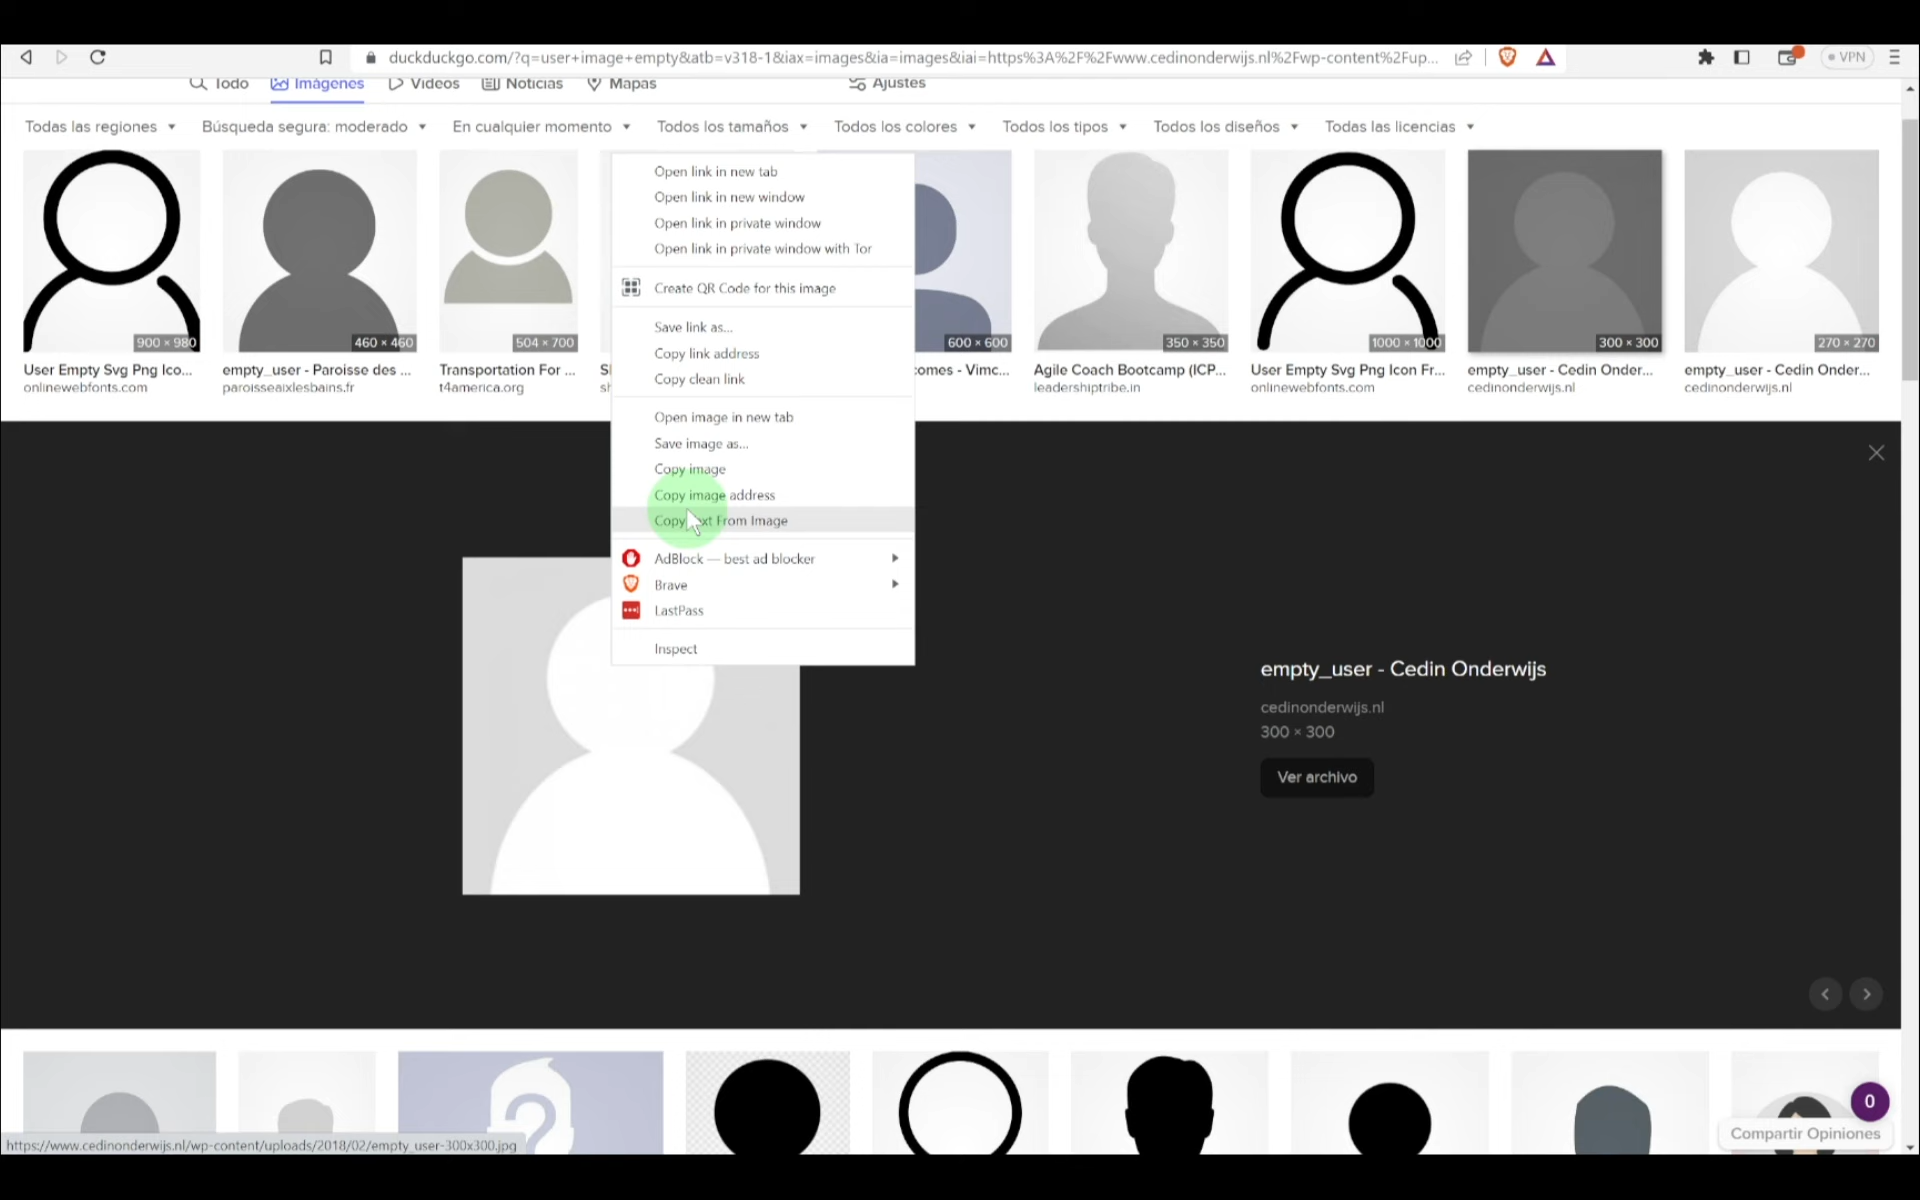 duckduckgo.com/?q=user+image+empty&atb=v318-1&iax=images&ia=images&iai=https%3A%2F%2Fwww.cedinonderwijs.nl%2Fwp-content%2Fup...
VPN
Todo
Imágenes
Vídeos
Noticias
Mapas
Ajustes
Todas las regiones
Búsqueda segura: moderado
En cualquier momento
Todos los tamaños
Todos los colores
Todos los tipos
Todos los diseños
Todas las licencias
900 × 980
460 × 460
504 × 700
600 × 600
350 × 350
1000 × 1000
300 × 300
270 × 270
User Empty Svg Png Ico...
onlinewebfonts.com
empty_user - Paroisse des ...
paroisseaixlesbains.fr
Transportation For ...
t4america.org
comes - Vimc...
Agile Coach Bootcamp (ICP...
leadershiptribe.in
User Empty Svg Png Icon Fr...
onlinewebfonts.com
empty_user - Cedin Onder...
cedinonderwijs.nl
empty_user - Cedin Onder...
cedinonderwijs.nl
Open link in new tab
Open link in new window
Open link in private window
Open link in private window with Tor
Create QR Code for this image
Save link as...
Copy link address
Copy clean link
Open image in new tab
Save image as...
Copy image
Copy image address
Copy Text From Image
AdBlock — best ad blocker
Brave
LastPass
Inspect
empty_user - Cedin Onderwijs
cedinonderwijs.nl
300 × 300
Ver archivo
?
0
Compartir Opiniones
https://www.cedinonderwijs.nl/wp-content/uploads/2018/02/empty_user-300x300.jpg